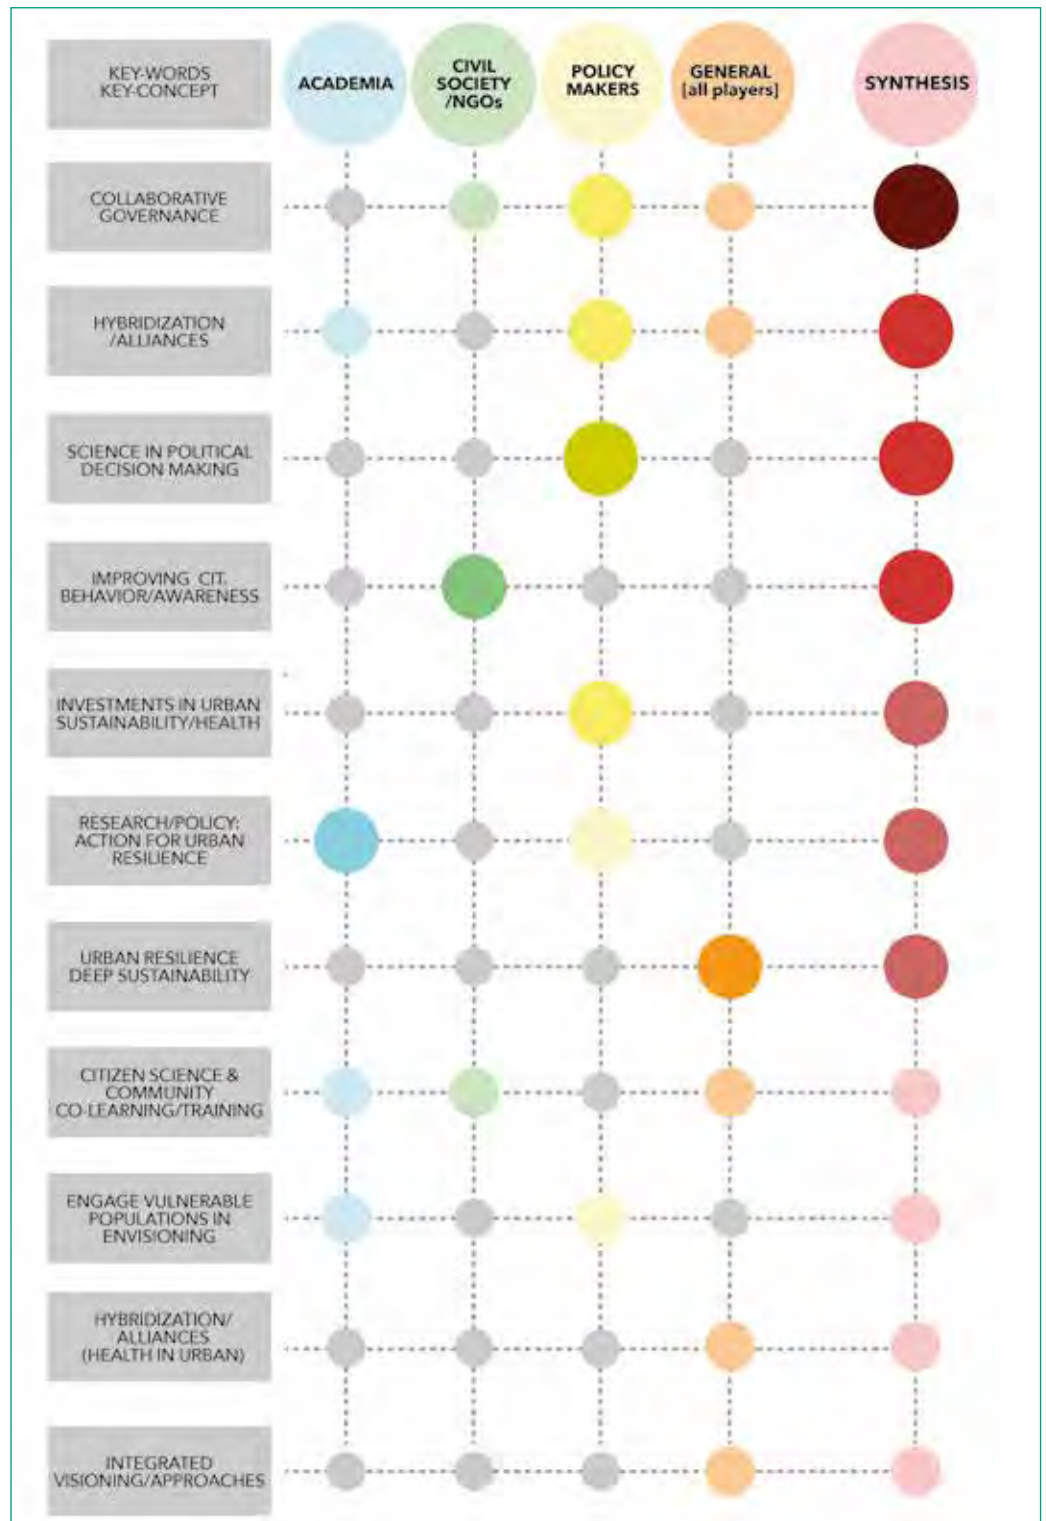 KEY-WORDS
KEY-CONCEPT
ACADEMIA
CIVIL
SOCIETY
/NGOs
POLICY
MAKERS
GENERAL
[all players]
SYNTHESIS
COLLABORATIVE
GOVERNANCE
HYBRIDIZATION
/ALLIANCES
SCIENCE IN POLITICAL
DECISION MAKING
IMPROVING CIT.
BEHAVIOR/AWARENESS
INVESTMENTS IN URBAN
SUSTAINABILITY/HEALTH
RESEARCH/POLICY:
ACTION FOR URBAN
RESILIENCE
URBAN RESILIENCE
DEEP SUSTAINABILITY
CITIZEN SCIENCE &
COMMUNITY
CO-LEARNING/TRAINING
ENGAGE VULNERABLE
POPULATIONS IN
ENVISIONING
HYBRIDIZATION/
ALLIANCES
(HEALTH IN URBAN)
INTEGRATED
VISIONING/APPROACHES